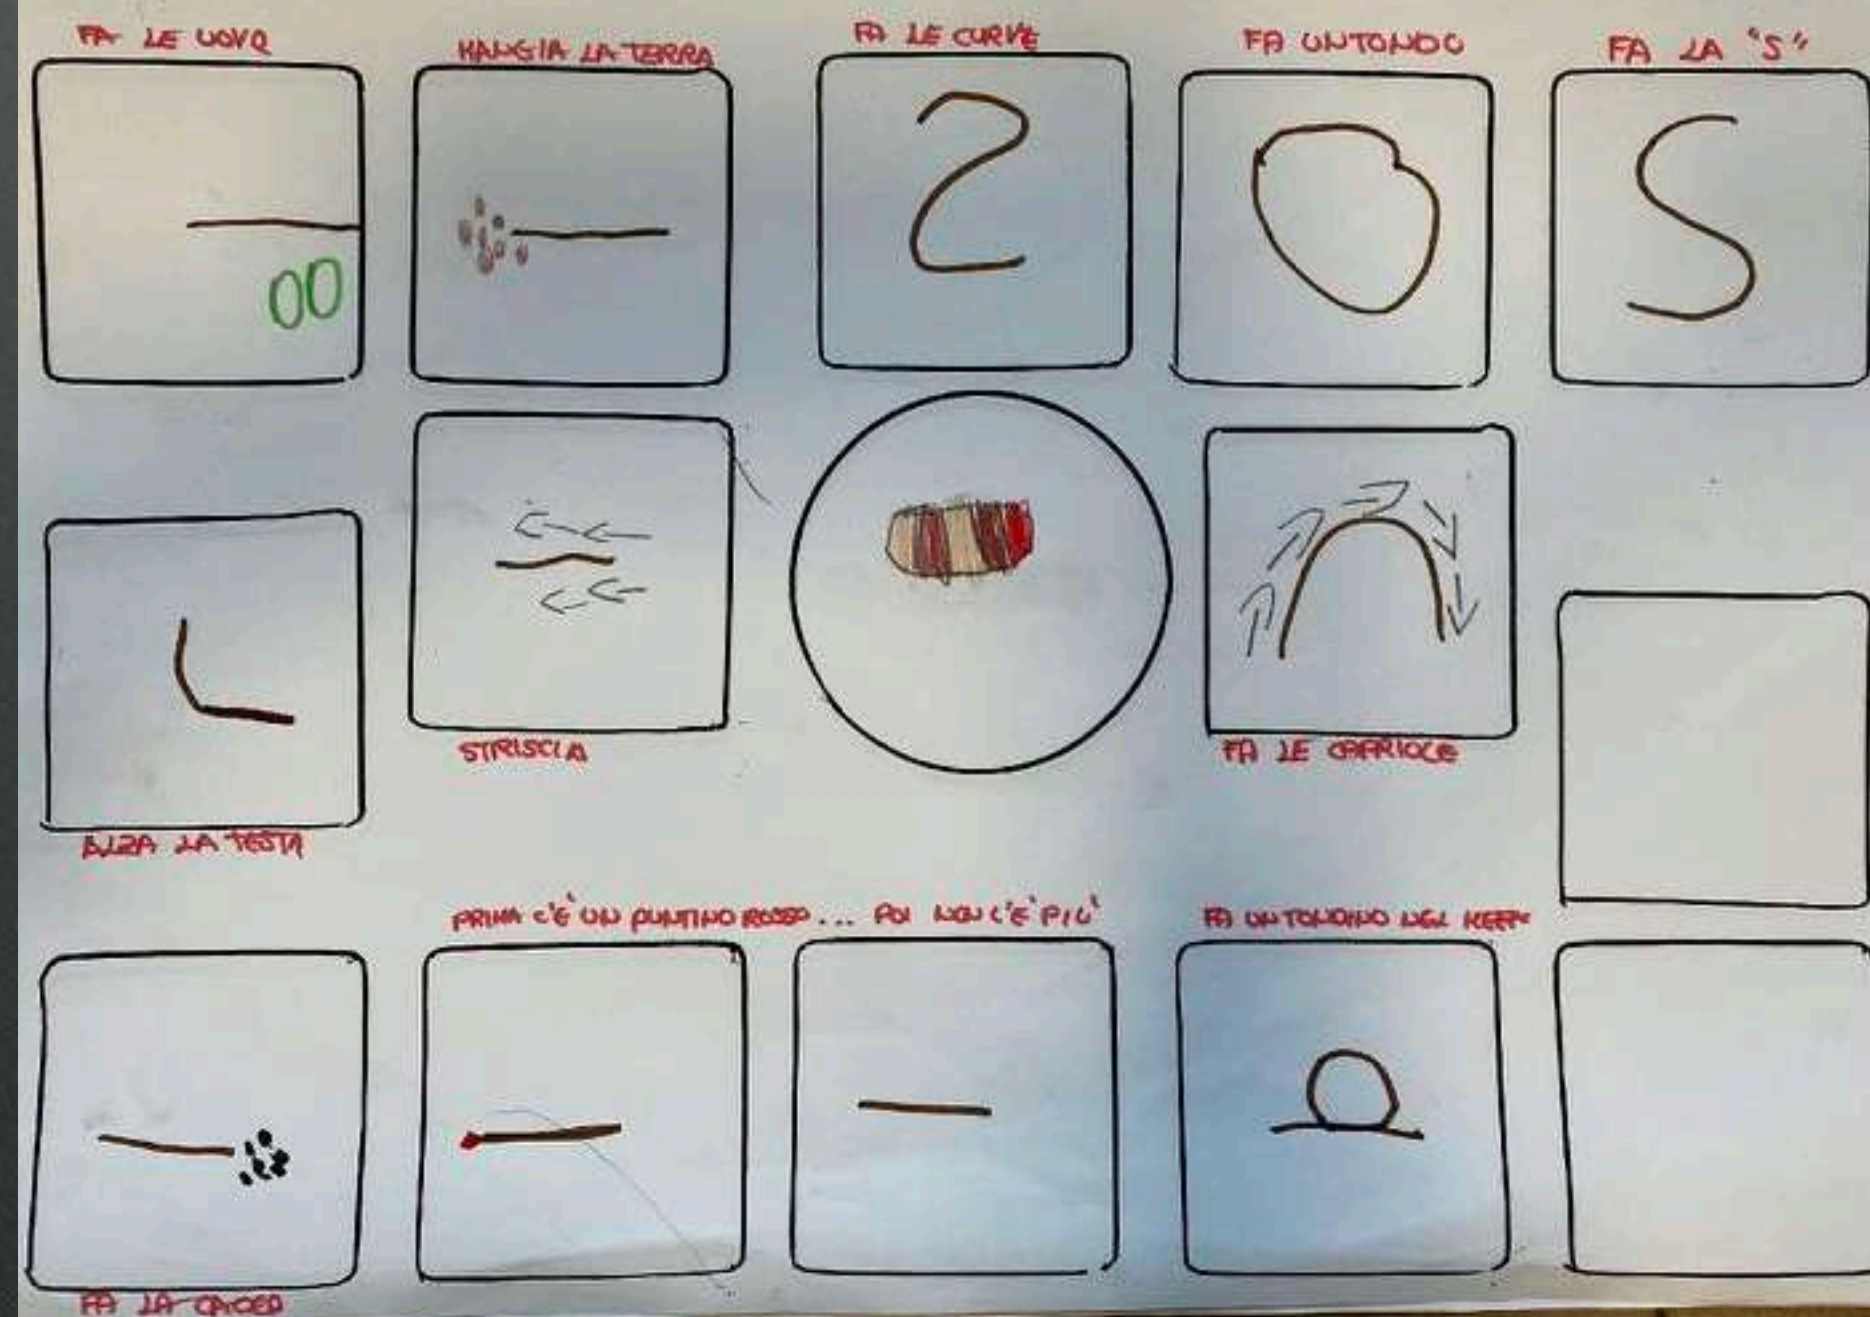 FA LE UOVA
MANGIA LA TERRA
FA LE CURVE
FA UN TONDO
FA LA "S"
ALZA LA TESTA
STRISCIA
FA LE CAPRIOLE
PRIMA C'È UN PUNTINO ROSSO... POI NON C'È PIÙ
FA UN TONDINO NEL
FA LA CACCA